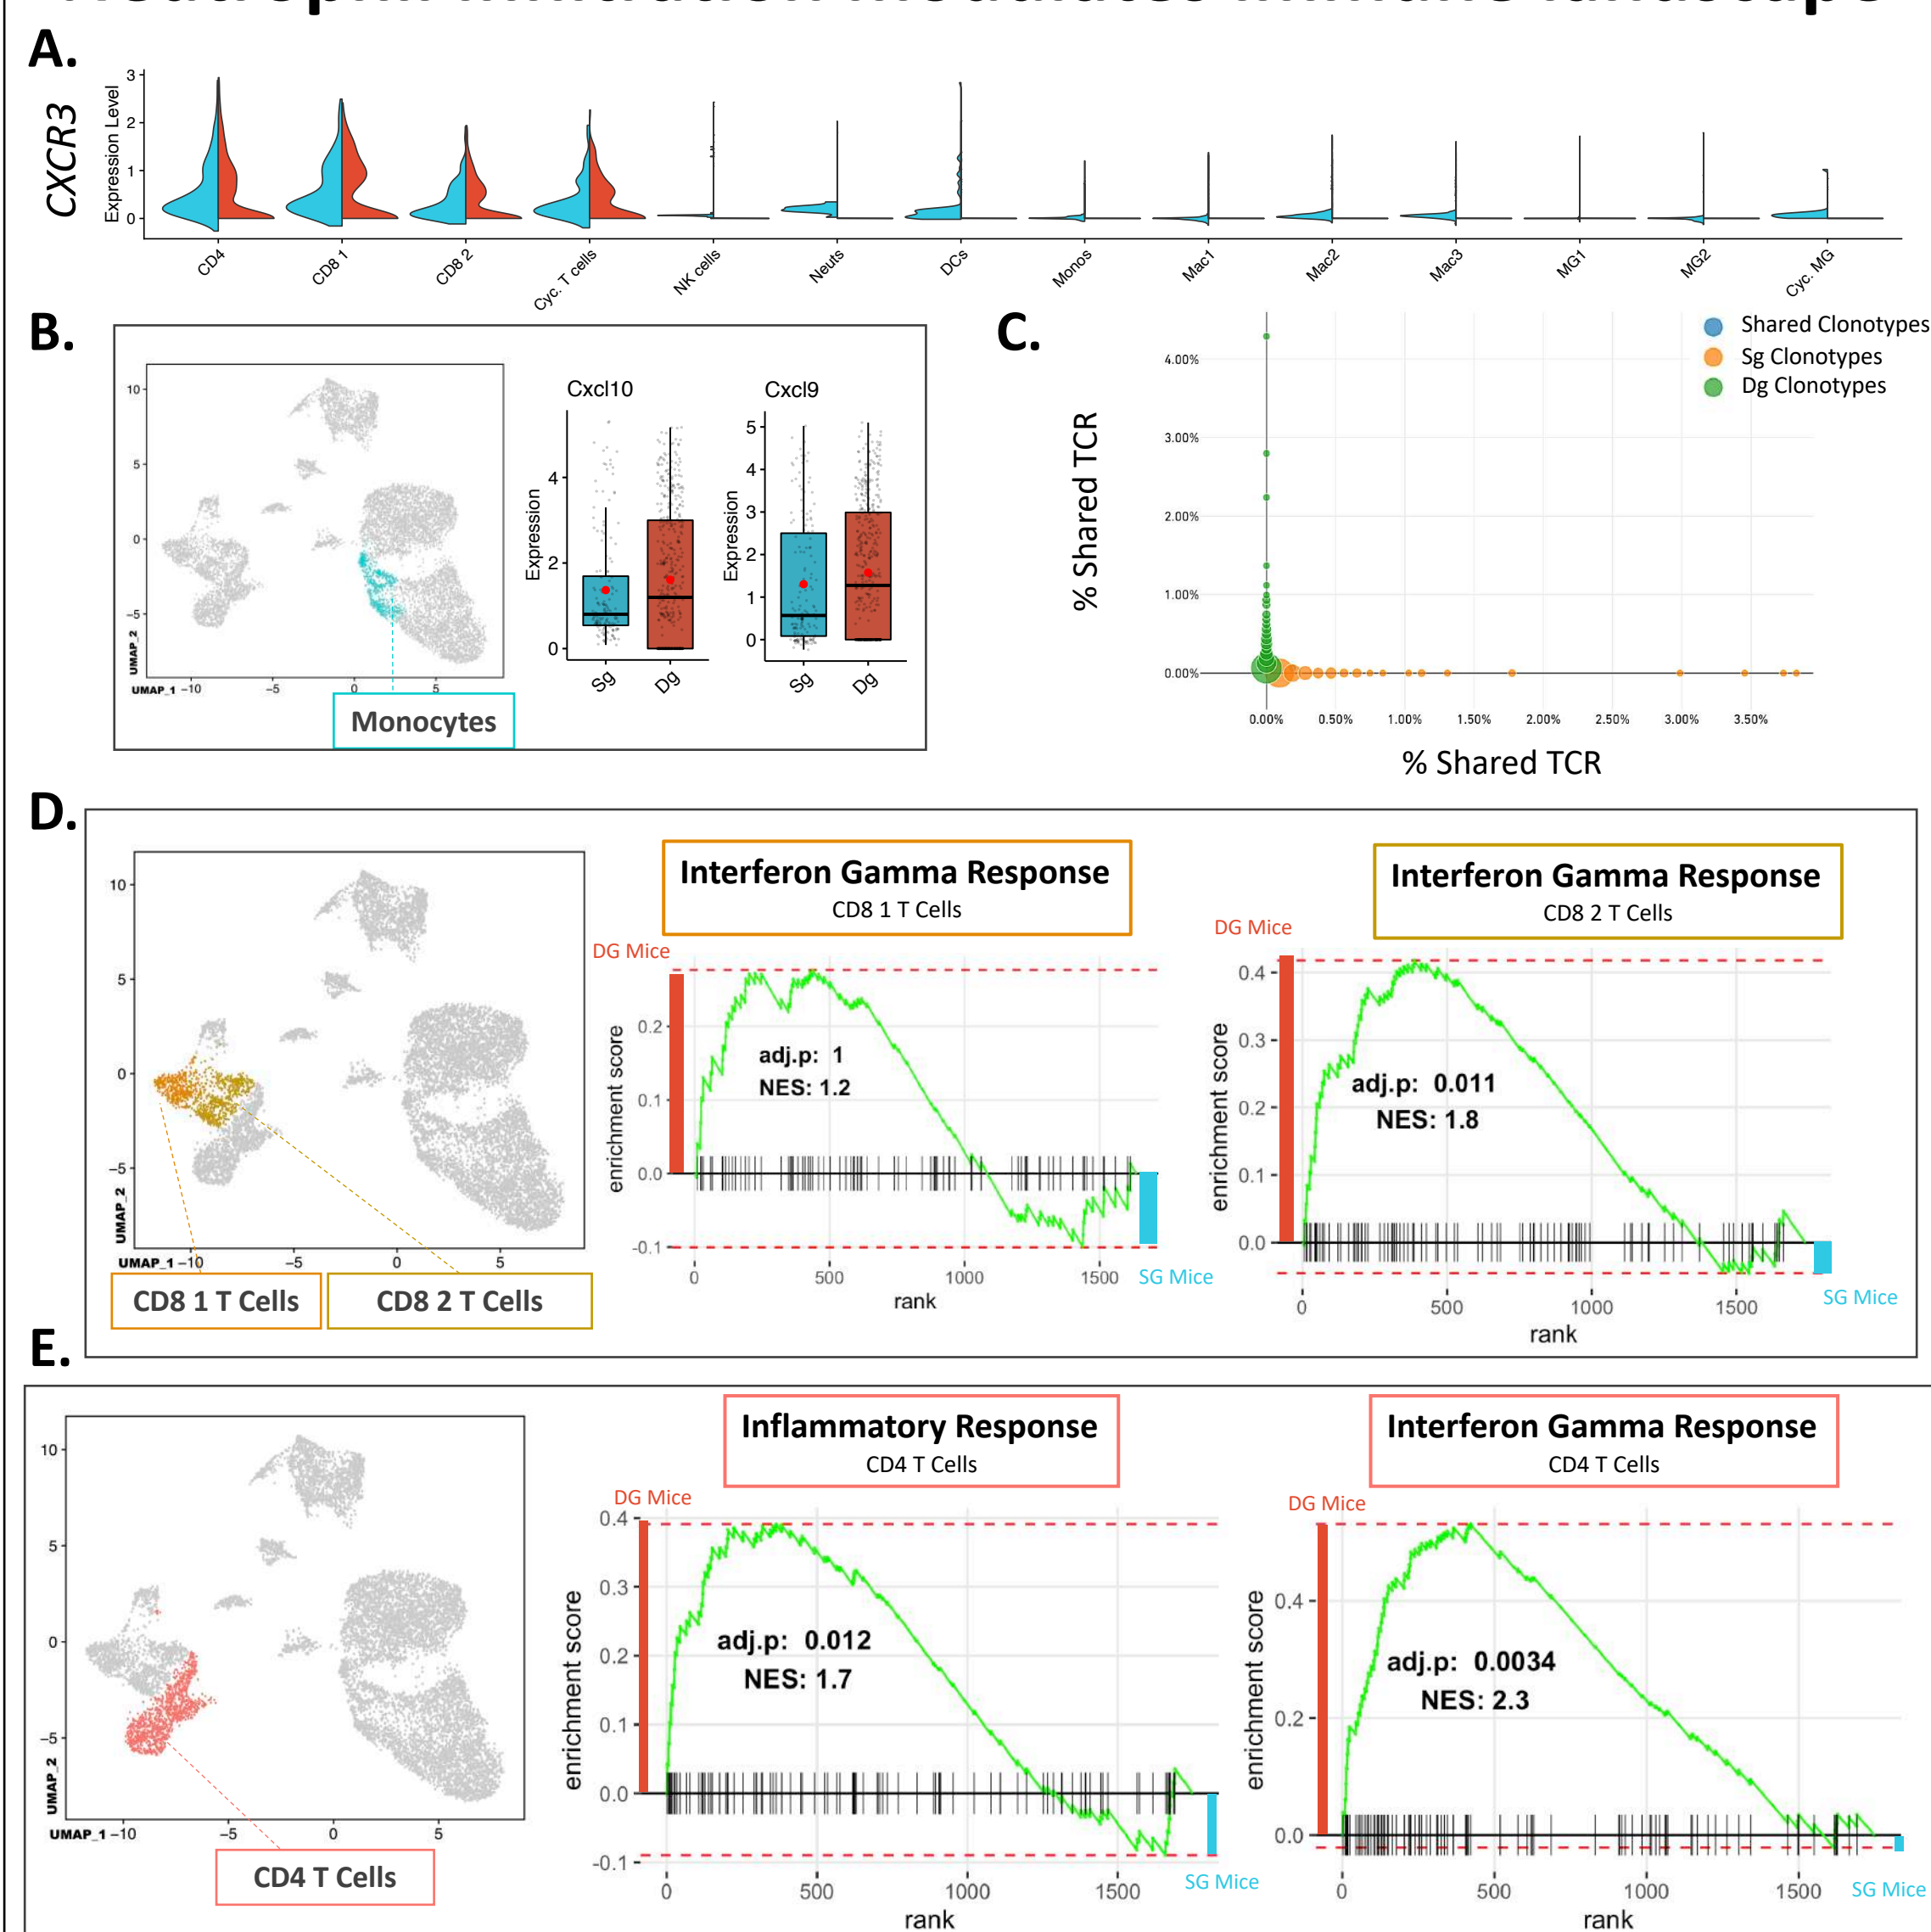 Neutrophil infiltration modulates immune landscape
A.
CXCR3
Expression Level
3
2
1
0
CD4
CD8 1
CD8 2
Cyc. T cells
NK cells
Neuts
DCs
Monos
Mac1
Mac2
Mac3
MG1
MG2
Cyc. MG
B.
10
5
0
−5
UMAP_2
UMAP_1
−10
−5
0
5
Monocytes
Cxcl10
Expression
4
2
0
Sg
Dg
Cxcl9
Expression
5
4
3
2
1
0
Sg
Dg
C.
Shared Clonotypes
Sg Clonotypes
Dg Clonotypes
% Shared TCR
4.00%
3.00%
2.00%
1.00%
0.00%
0.00%
0.50%
1.00%
1.50%
2.00%
2.50%
3.00%
3.50%
% Shared TCR
D.
10
5
0
−5
UMAP_2
UMAP_1
−10
−5
0
5
CD8 1 T Cells
CD8 2 T Cells
Interferon Gamma Response
CD8 1 T Cells
DG Mice
enrichment score
0.2
0.1
0.0
-0.1
adj.p: 1
NES: 1.2
0
500
1000
1500
SG Mice
rank
Interferon Gamma Response
CD8 2 T Cells
DG Mice
enrichment score
0.4
0.3
0.2
0.1
0.0
adj.p: 0.011
NES: 1.8
0
500
1000
1500
SG Mice
rank
E.
10
5
0
−5
UMAP_2
UMAP_1
−10
−5
0
5
CD4 T Cells
Inflammatory Response
CD4 T Cells
DG Mice
enrichment score
0.4
0.3
0.2
0.1
0.0
-0.1
adj.p: 0.012
NES: 1.7
0
500
1000
1500
SG Mice
rank
Interferon Gamma Response
CD4 T Cells
DG Mice
enrichment score
0.4
0.2
0.0
adj.p: 0.0034
NES: 2.3
0
500
1000
1500
SG Mice
rank